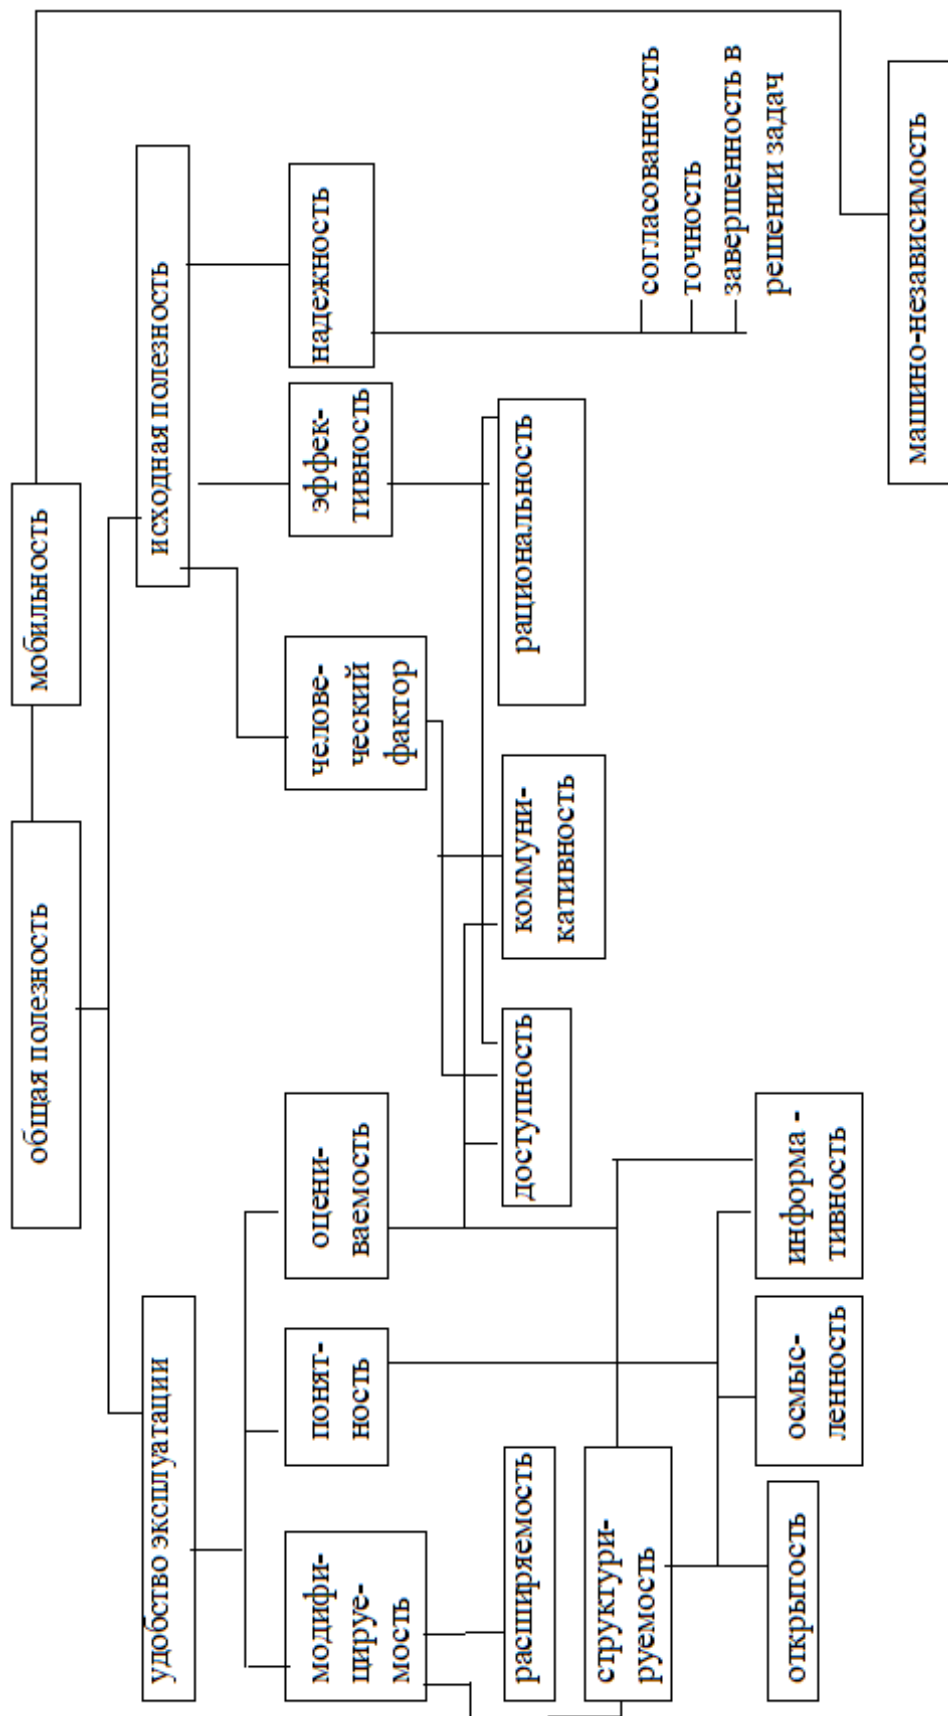 общая полезность
мобильность
удобство эксплуатации
исходная полезность
модифи-
цируе-
мость
понят-
ность
оцени-
ваемость
челове-
ческий
фактор
эффек-
тивность
надежность
расширяемость
доступность
коммуни-
кативность
рациональность
структури-
руемость
согласованность
точность
завершенность в
решении задач
открытость
осмыс-
ленность
информа -
тивность
машино-независимость